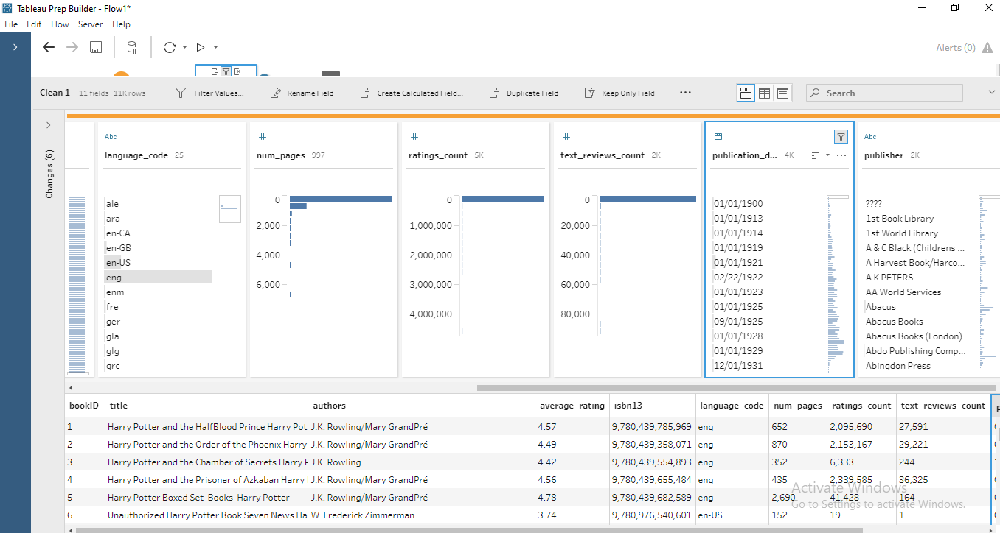 Tableau Prep Builder - Flow1*
File Edit Flow Server Help
Alerts (0)
Clean 1 11 fields 11K rows Filter Values... Rename Field Create Calculated Field... Duplicate Field Keep Only Field ... Search
Changes (6)
Abc
language_code 25
ale
ara
en-CA
en-GB
en-US
eng
enm
fre
ger
gla
glg
grc
#
num_pages 997
0
2,000
4,000
6,000
#
ratings_count 5K
0
1,000,000
2,000,000
3,000,000
4,000,000
#
text_reviews_count 2K
0
20,000
40,000
60,000
80,000
publication_d... 4K
01/01/1900
01/01/1913
01/01/1914
01/01/1919
01/01/1921
02/22/1922
01/01/1923
01/01/1925
09/01/1925
01/01/1928
01/01/1929
12/01/1931
Abc
publisher 2K
????
1st Book Library
1st World Library
A & C Black (Childrens ...
A Harvest Book/Harco...
A K PETERS
AA World Services
Abacus
Abacus Books
Abacus Books (London)
Abdo Publishing Comp...
Abingdon Press
bookID title authors average_rating isbn13 language_code num_pages ratings_count text_reviews_count
1 Harry Potter and the HalfBlood Prince Harry Pot J.K. Rowling/Mary GrandPré 4.57 9,780,439,785,969 eng 652 2,095,690 27,591
2 Harry Potter and the Order of the Phoenix Harry J.K. Rowling/Mary GrandPré 4.49 9,780,439,358,071 eng 870 2,153,167 29,221
3 Harry Potter and the Chamber of Secrets Harry P J.K. Rowling 4.42 9,780,439,554,893 eng 352 6,333 244
4 Harry Potter and the Prisoner of Azkaban Harry J.K. Rowling/Mary GrandPré 4.56 9,780,439,655,484 eng 435 2,339,585 36,325
5 Harry Potter Boxed Set Books Harry Potter J.K. Rowling/Mary GrandPré 4.78 9,780,439,682,589 eng 2,690 41,428 164
6 Unauthorized Harry Potter Book Seven News Ha W. Frederick Zimmerman 3.74 9,780,976,540,601 en-US 152 19 1
Activate Windows
Go to Settings to activate Windows.